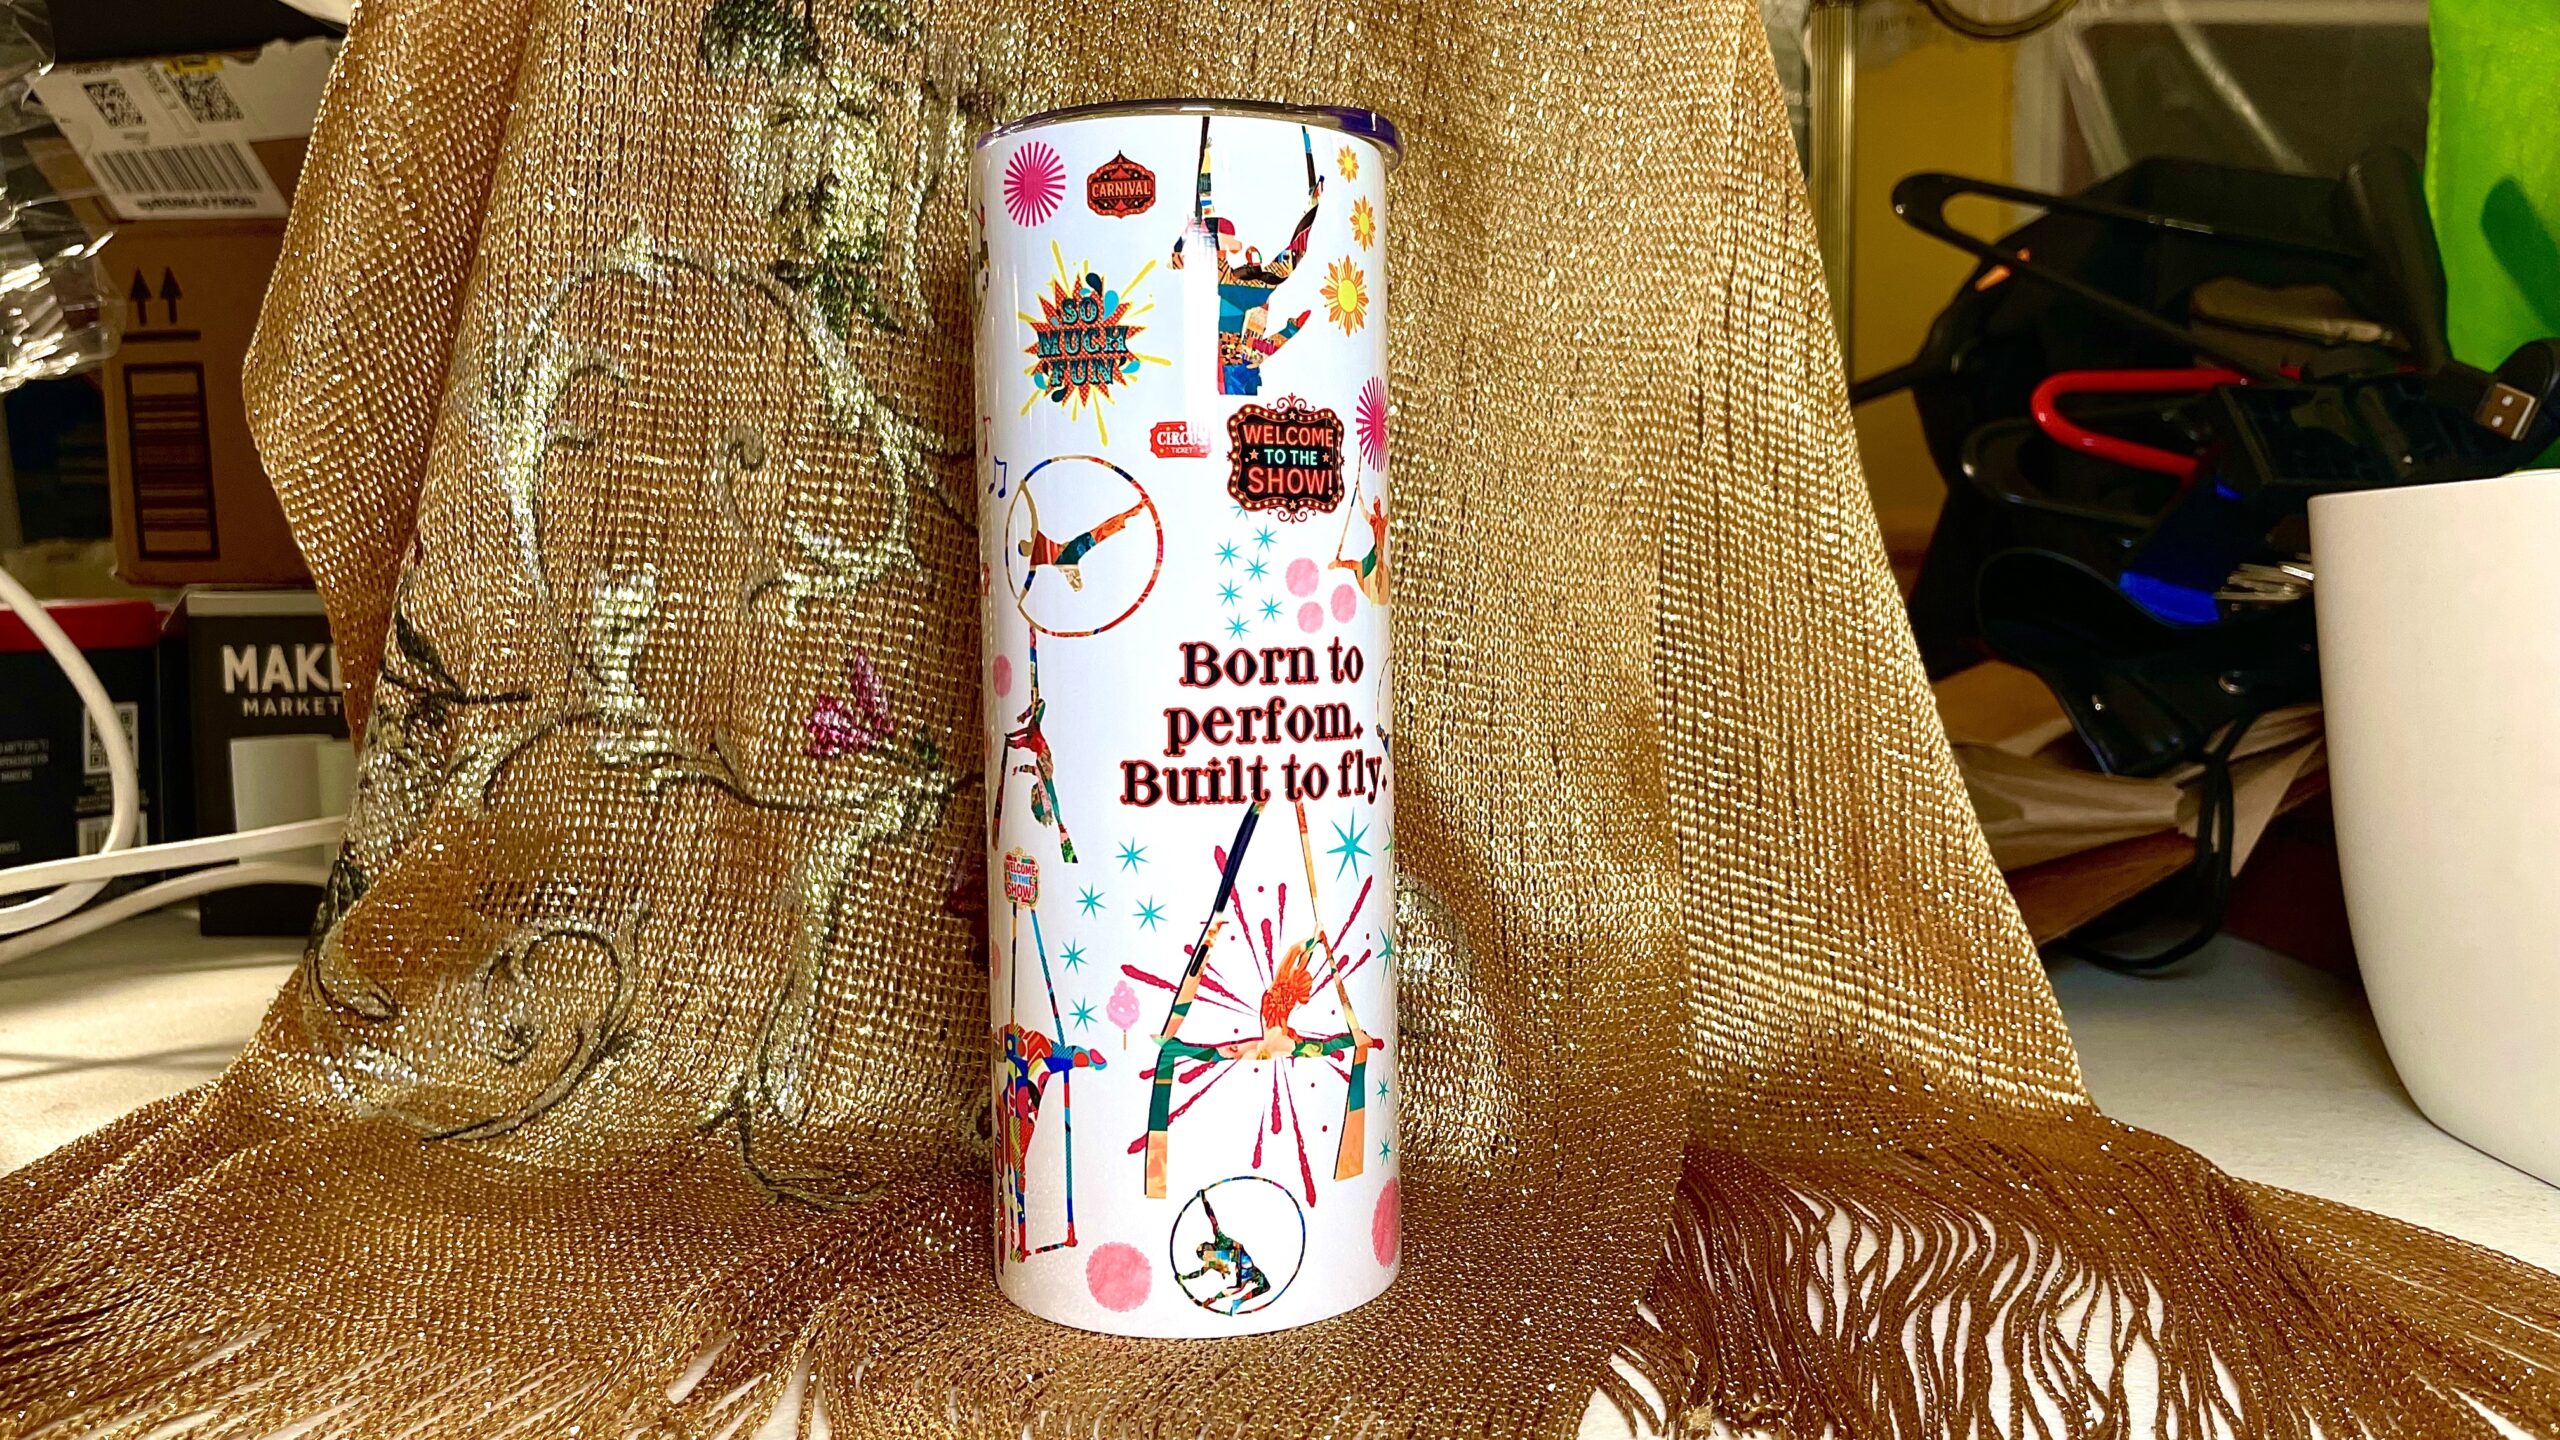 CARNIVAL
SO
MUCH
FUN
CIRCUS
TICKET
WELCOME
TO THE
SHOW!
Born to
perfom.
Built to fly.
WELCOME
TO THE
SHOW!
MARKET